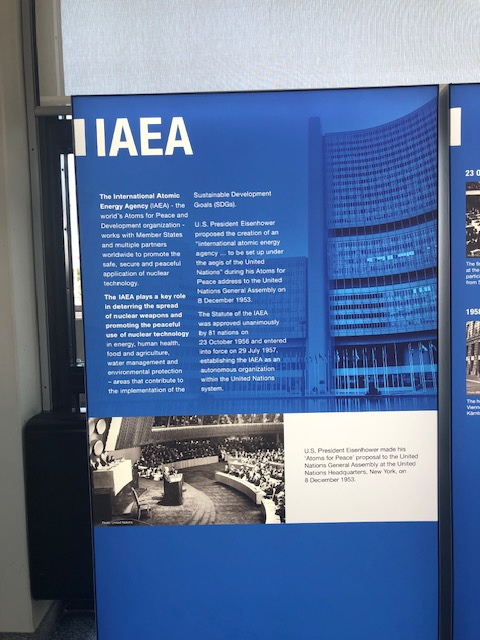 IAEA
The International Atomic
Energy Agency (IAEA) - the
world's Atoms for Peace and
Development organization -
works with Member States
and multiple partners
worldwide to promote the
safe, secure and peaceful
application of nuclear
technology.
The IAEA plays a key role
in deterring the spread
of nuclear weapons and
promoting the peaceful
use of nuclear technology
in energy, human health,
food and agriculture,
water management and
environmental protection
– areas that contribute to
the implementation of the
Sustainable Development
Goals (SDGs).
U.S. President Eisenhower
proposed the creation of an
"international atomic energy
agency ... to be set up under
the aegis of the United
Nations" during his Atoms for
Peace address to the United
Nations General Assembly on
8 December 1953.
The Statute of the IAEA
was approved unanimously
by 81 nations on
23 October 1956 and entered
into force on 29 July 1957,
establishing the IAEA as an
autonomous organization
within the United Nations
system.
U.S. President Eisenhower made his
'Atoms for Peace' proposal to the United
Nations General Assembly at the United
Nations Headquarters, New York, on
8 December 1953.
Photo: United Nations
23 O
The fir
at the
partici
from S
1958
The h
Vienn
Kärnt